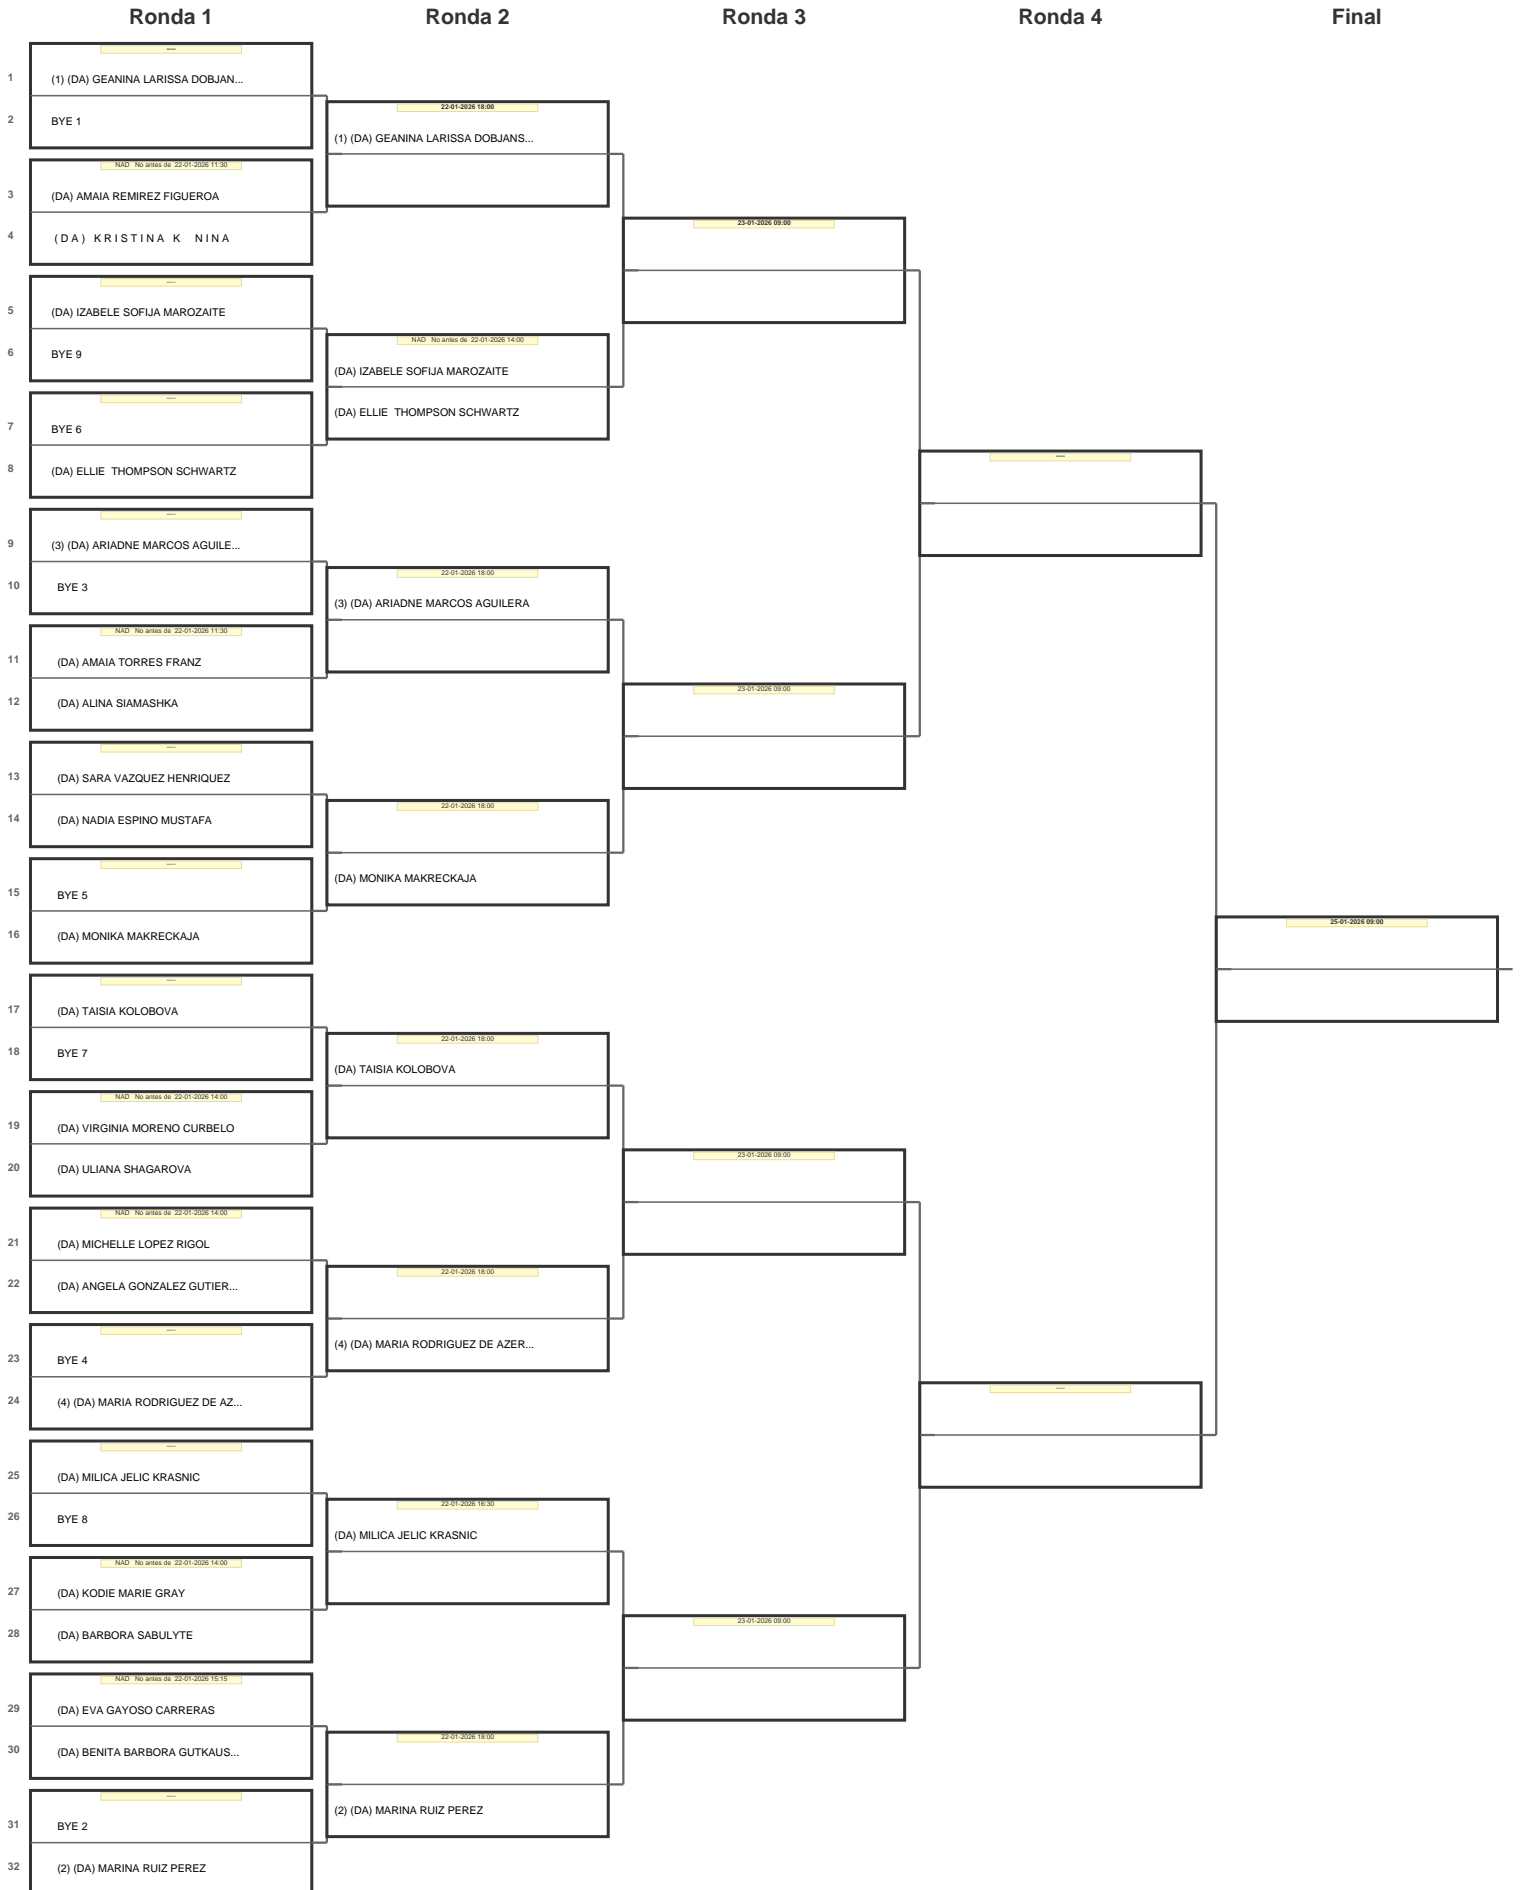 Ronda 1
Ronda 2
Ronda 3
Ronda 4
Final
----
1 (1) (DA) GEANINA LARISSA DOBJAN...
2 BYE 1
NAD No antes de 22-01-2026 11:30
3 (DA) AMAIA REMIREZ FIGUEROA
4 (DA) KRISTINA K NINA
----
5 (DA) IZABELE SOFIJA MAROZAITE
6 BYE 9
----
7 BYE 6
8 (DA) ELLIE THOMPSON SCHWARTZ
----
9 (3) (DA) ARIADNE MARCOS AGUILE...
10 BYE 3
NAD No antes de 22-01-2026 11:30
11 (DA) AMAIA TORRES FRANZ
12 (DA) ALINA SIAMASHKA
----
13 (DA) SARA VAZQUEZ HENRIQUEZ
14 (DA) NADIA ESPINO MUSTAFA
----
15 BYE 5
16 (DA) MONIKA MAKRECKAJA
----
17 (DA) TAISIA KOLOBOVA
18 BYE 7
NAD No antes de 22-01-2026 14:00
19 (DA) VIRGINIA MORENO CURBELO
20 (DA) ULIANA SHAGAROVA
NAD No antes de 22-01-2026 14:00
21 (DA) MICHELLE LOPEZ RIGOL
22 (DA) ANGELA GONZALEZ GUTIER...
----
23 BYE 4
24 (4) (DA) MARIA RODRIGUEZ DE AZ...
----
25 (DA) MILICA JELIC KRASNIC
26 BYE 8
NAD No antes de 22-01-2026 14:00
27 (DA) KODIE MARIE GRAY
28 (DA) BARBORA SABULYTE
NAD No antes de 22-01-2026 15:15
29 (DA) EVA GAYOSO CARRERAS
30 (DA) BENITA BARBORA GUTKAUS...
----
31 BYE 2
32 (2) (DA) MARINA RUIZ PEREZ
22-01-2026 18:00
(1) (DA) GEANINA LARISSA DOBJANS...
NAD No antes de 22-01-2026 14:00
(DA) IZABELE SOFIJA MAROZAITE
(DA) ELLIE THOMPSON SCHWARTZ
22-01-2026 18:00
(3) (DA) ARIADNE MARCOS AGUILERA
22-01-2026 18:00
(DA) MONIKA MAKRECKAJA
22-01-2026 18:00
(DA) TAISIA KOLOBOVA
22-01-2026 18:00
(4) (DA) MARIA RODRIGUEZ DE AZER...
22-01-2026 16:30
(DA) MILICA JELIC KRASNIC
22-01-2026 18:00
(2) (DA) MARINA RUIZ PEREZ
23-01-2026 09:00
23-01-2026 09:00
23-01-2026 09:00
23-01-2026 09:00
----
----
25-01-2026 09:00